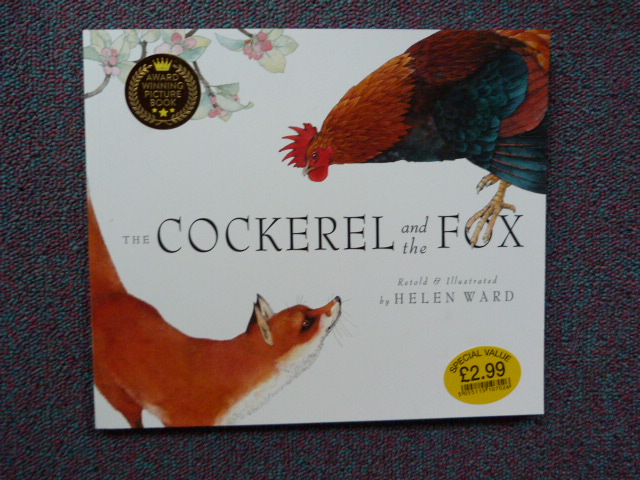 AWARD
WINNING
PICTURE
BOOK
THE COCKEREL and the FOX
Retold & Illustrated
by HELEN WARD
SPECIAL VALUE
£2.99